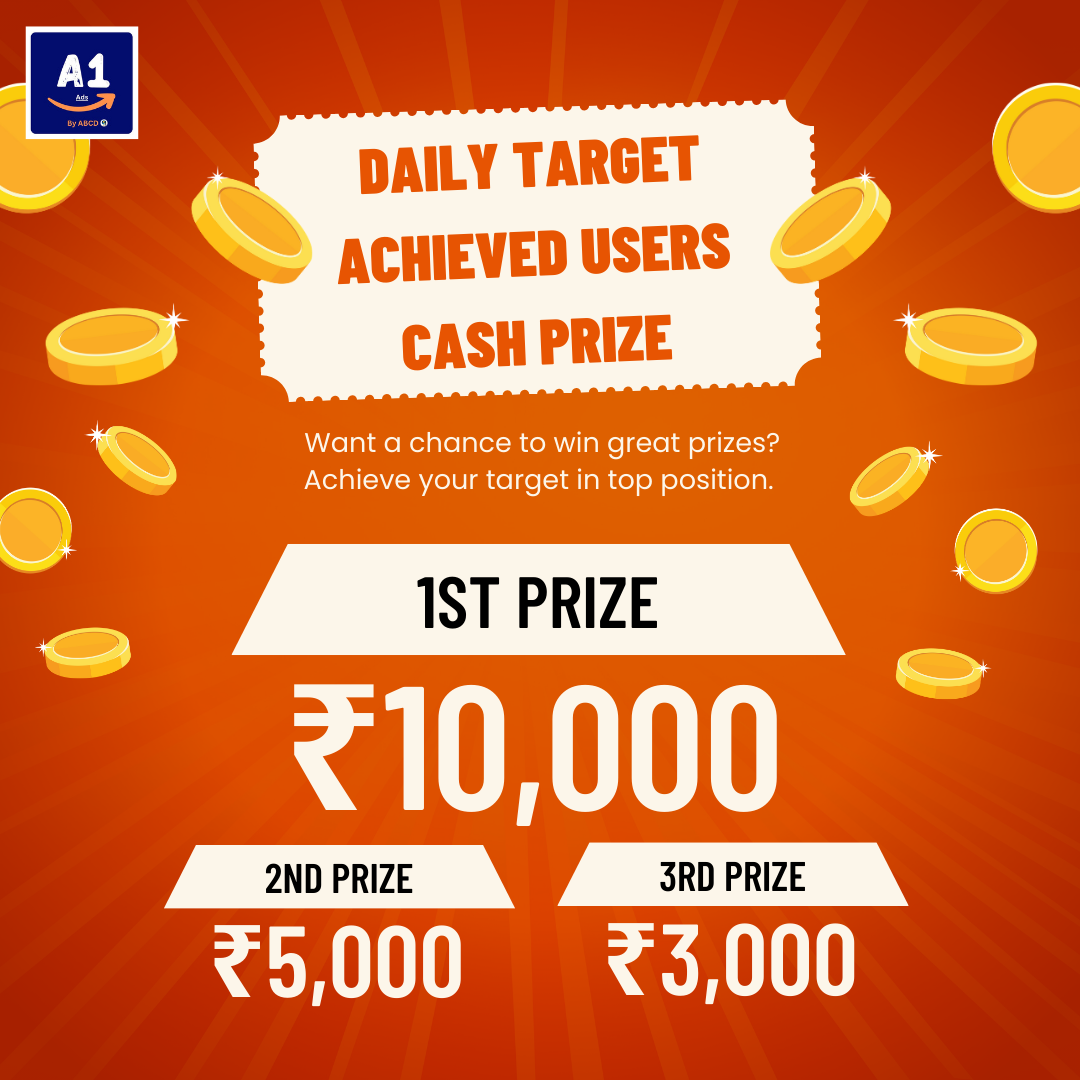 A1
Ads
By ABCD
DAILY TARGET
ACHIEVED USERS
CASH PRIZE
Want a chance to win great prizes?
Achieve your target in top position.
1ST PRIZE
₹10,000
2ND PRIZE
3RD PRIZE
₹5,000
₹3,000